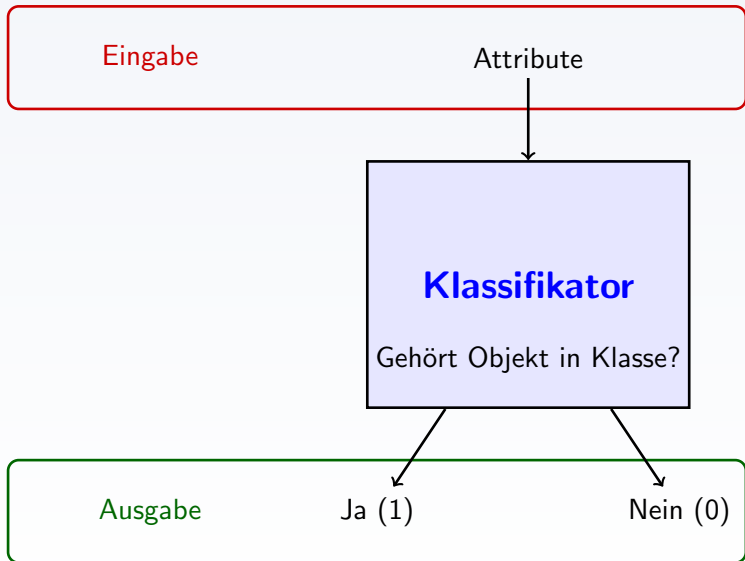 Eingabe
Attribute
Klassifikator
Gehört Objekt in Klasse?
Ausgabe
Ja (1)
Nein (0)